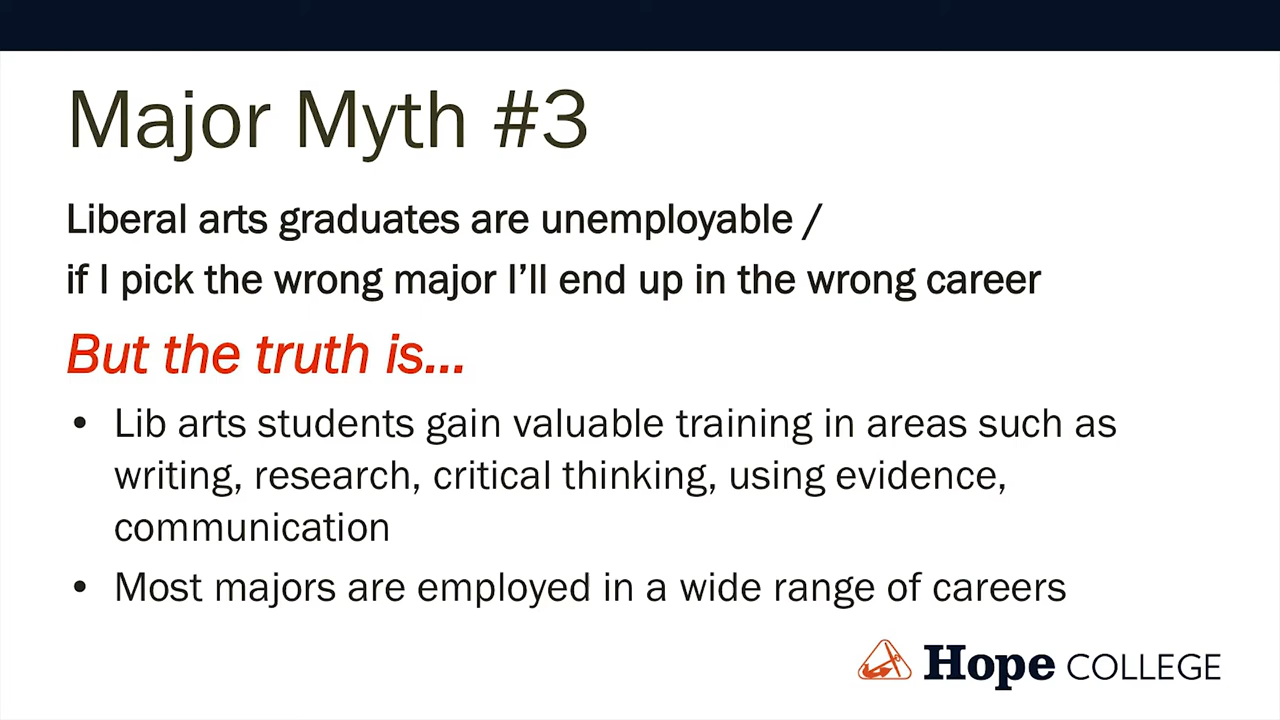 Major Myth #3
Liberal arts graduates are unemployable /
if I pick the wrong major I’ll end up in the wrong career
But the truth is...
• Lib arts students gain valuable training in areas such as
writing, research, critical thinking, using evidence,
communication
• Most majors are employed in a wide range of careers
Hope COLLEGE